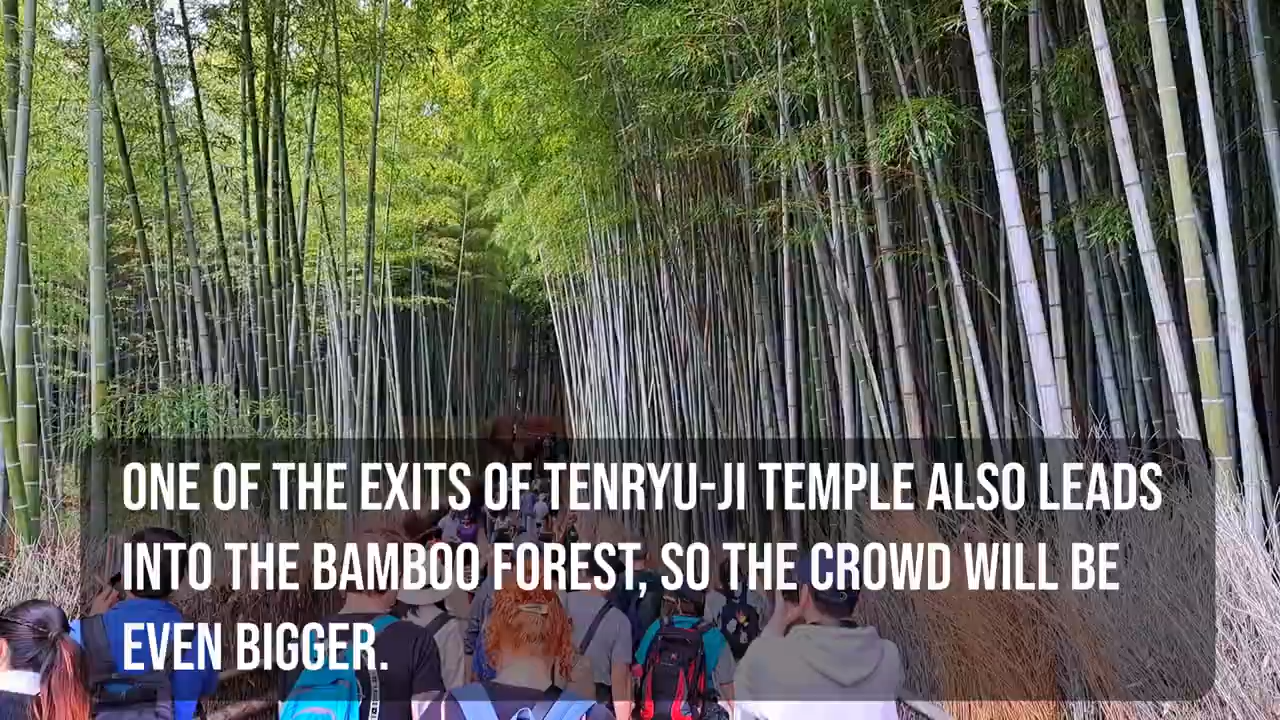 ONE OF THE EXITS OF TENRYU-JI TEMPLE ALSO LEADS
INTO THE BAMBOO FOREST, SO THE CROWD WILL BE
EVEN BIGGER.